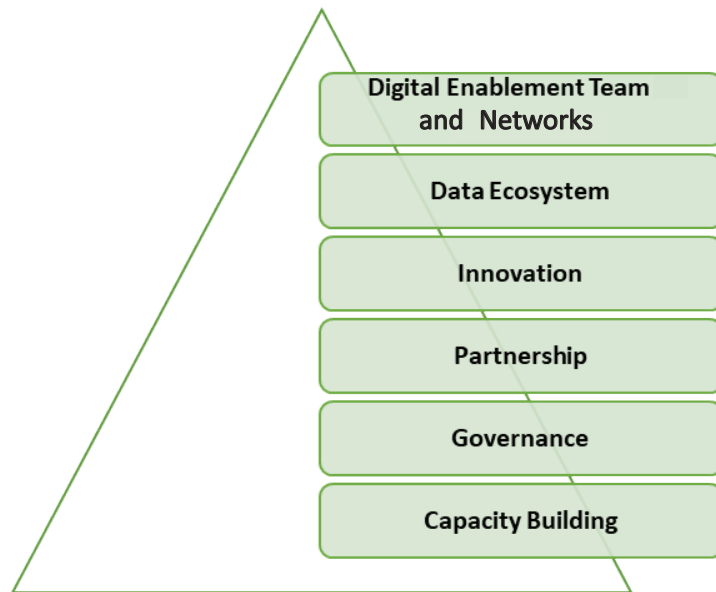 Digital Enablement Team
and Networks
Data Ecosystem
Innovation
Partnership
Governance
Capacity Building